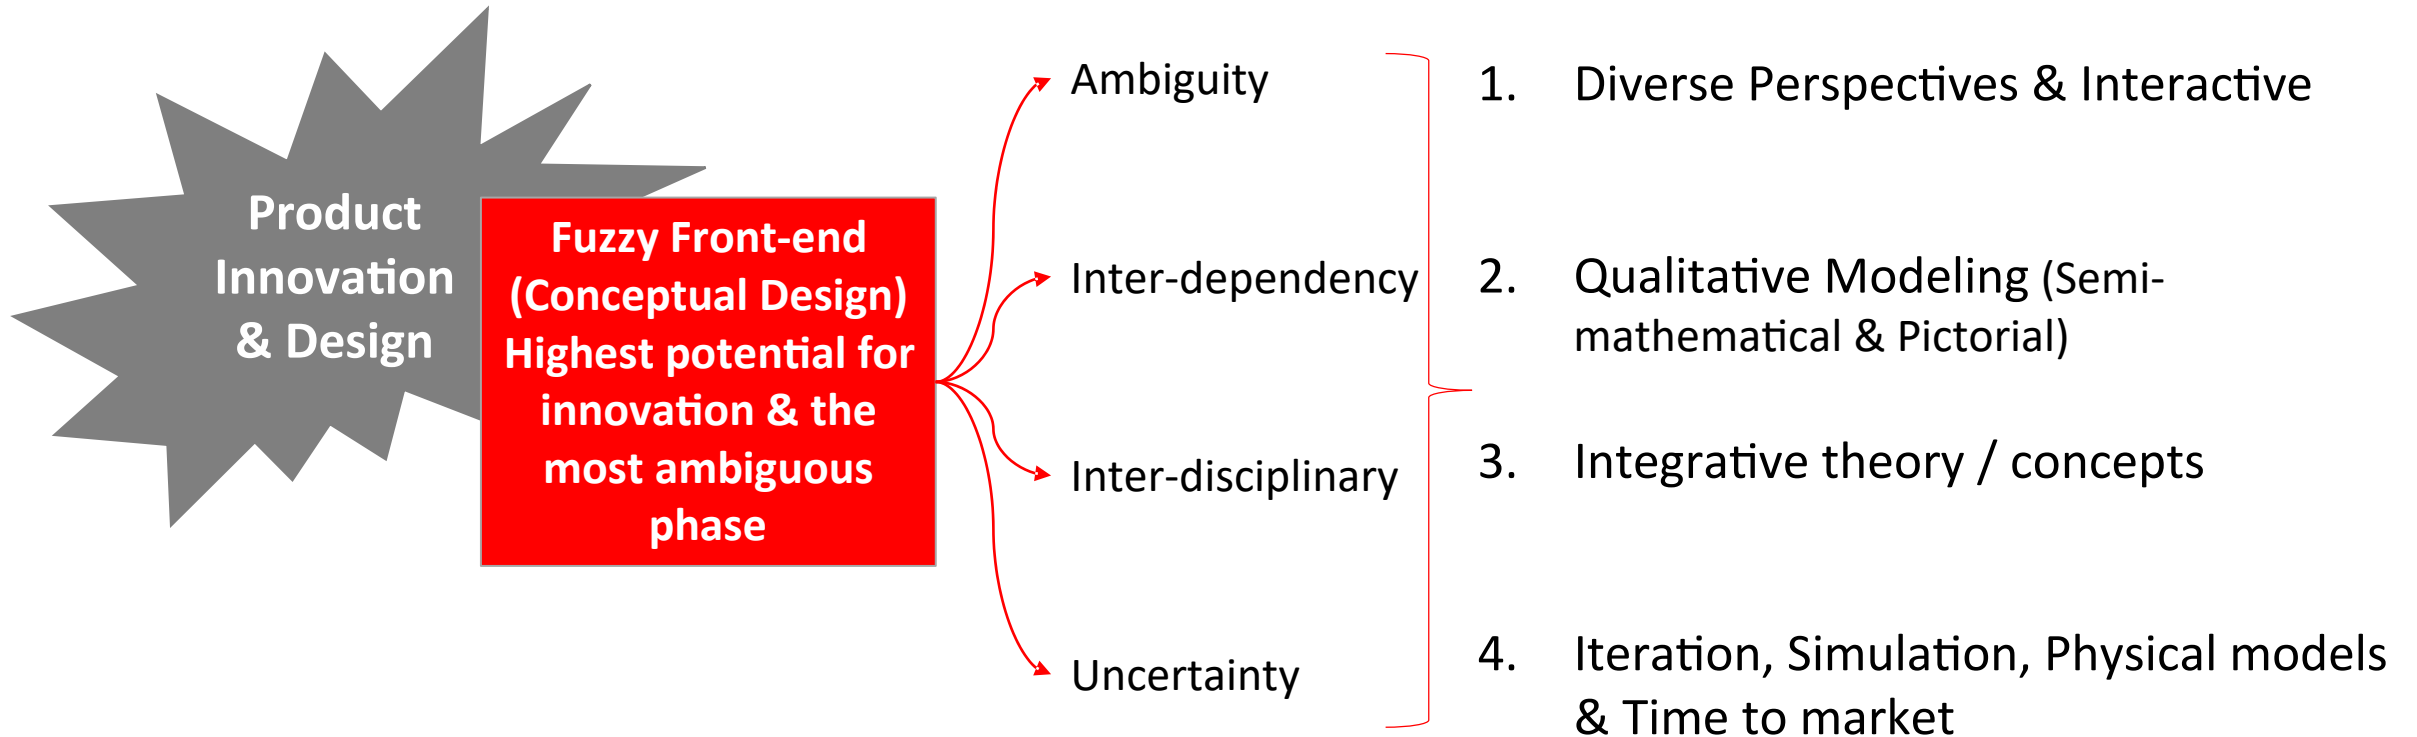 Product
Innovation
& Design
Fuzzy Front-end
(Conceptual Design)
Highest potential for
innovation & the
most ambiguous
phase
Ambiguity
Inter-dependency
Inter-disciplinary
Uncertainty
1. Diverse Perspectives & Interactive
2. Qualitative Modeling (Semi-
mathematical & Pictorial)
3. Integrative theory / concepts
4. Iteration, Simulation, Physical models
& Time to market